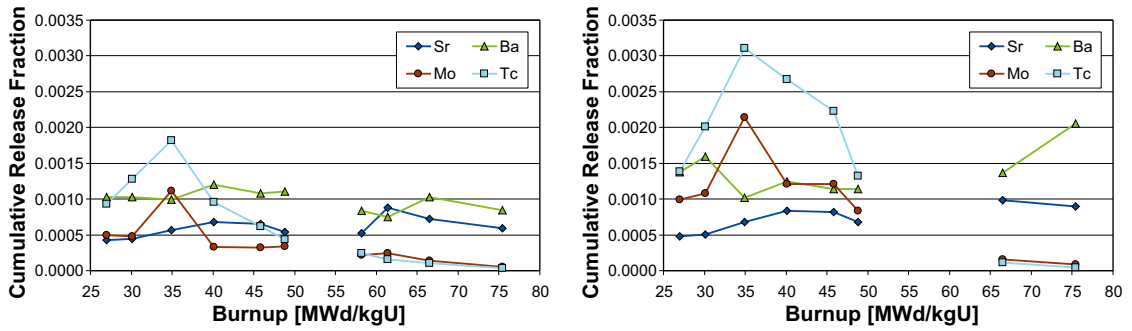 Cumulative Release Fraction
0.0035
0.0030
0.0025
0.0020
0.0015
0.0010
0.0005
0.0000
Sr Ba
Mo Tc
25 30 35 40 45 50 55 60 65 70 75 80
Burnup [MWd/kgU]
Cumulative Release Fraction
0.0035
0.0030
0.0025
0.0020
0.0015
0.0010
0.0005
0.0000
Sr Ba
Mo Tc
25 30 35 40 45 50 55 60 65 70 75 80
Burnup [MWd/kgU]